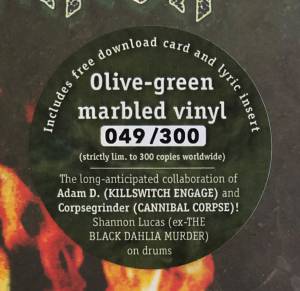 Includes free download card and lyric insert
Olive-green
marbled vinyl
049/300
(strictly lim. to 300 copies worldwide)
The long-anticipated collaboration of
Adam D. (KILLSWITCH ENGAGE) and
Corpsegrinder (CANNIBAL CORPSE)!
Shannon Lucas (ex-THE
BLACK DAHLIA MURDER)
on drums